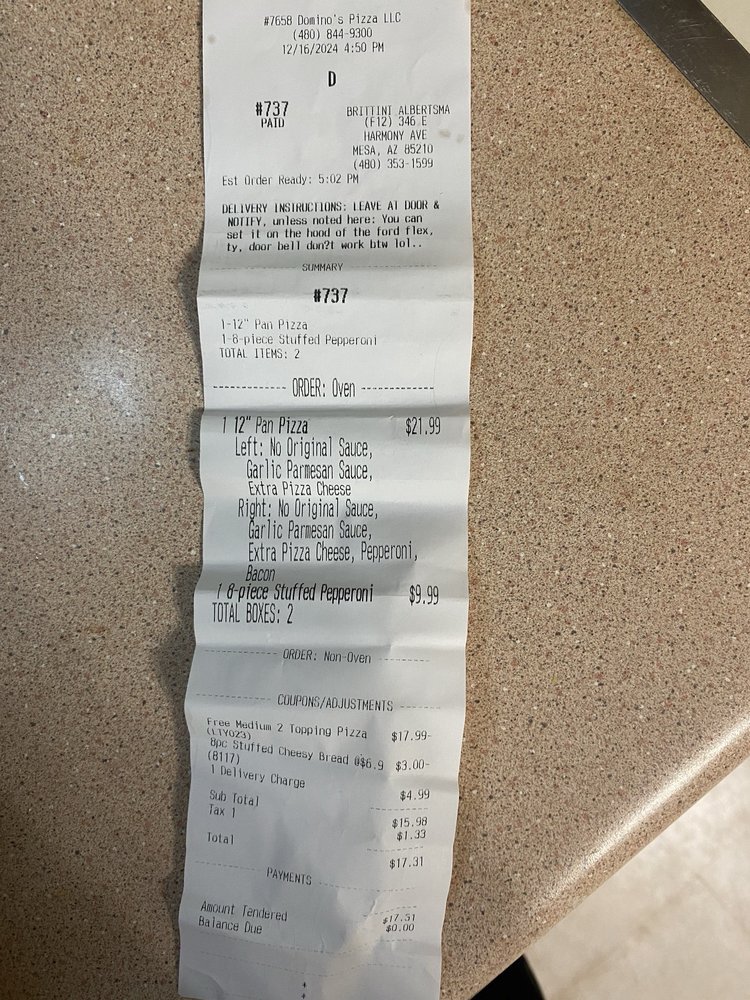 #7658 Domino's Pizza LLC
(480) 844-9300
12/16/2024 4:50 PM
D
#737
PAID
BRITTINI ALBERTSMA
(F12) 346 E
HARMONY AVE
MESA, AZ 85210
(480) 353-1599
Est Order Ready: 5:02 PM
DELIVERY INSTRUCTIONS: LEAVE AT DOOR &
NOTIFY, unless noted here: You can
set it on the hood of the ford flex,
ty, door bell don?t work btw lol..
SUMMARY
#737
1-12" Pan Pizza
1-8-piece Stuffed Pepperoni
TOTAL ITEMS: 2
ORDER: Oven
1 12" Pan Pizza $21.99
Left: No Original Sauce,
Garlic Parmesan Sauce,
Extra Pizza Cheese
Right: No Original Sauce,
Garlic Parmesan Sauce,
Extra Pizza Cheese, Pepperoni,
Bacon
1 8-piece Stuffed Pepperoni $9.99
TOTAL BOXES: 2
ORDER: Non-Oven
COUPONS/ADJUSTMENTS
Free Medium 2 Topping Pizza $17.99-
(LTY023)
8pc Stuffed Cheesy Bread @$6.9 $3.00-
(8117)
1 Delivery Charge $4.99
Sub Total $15.98
Tax 1 $1.33
Total $17.31
PAYMENTS
Amount Tendered $17.31
Balance Due $0.00